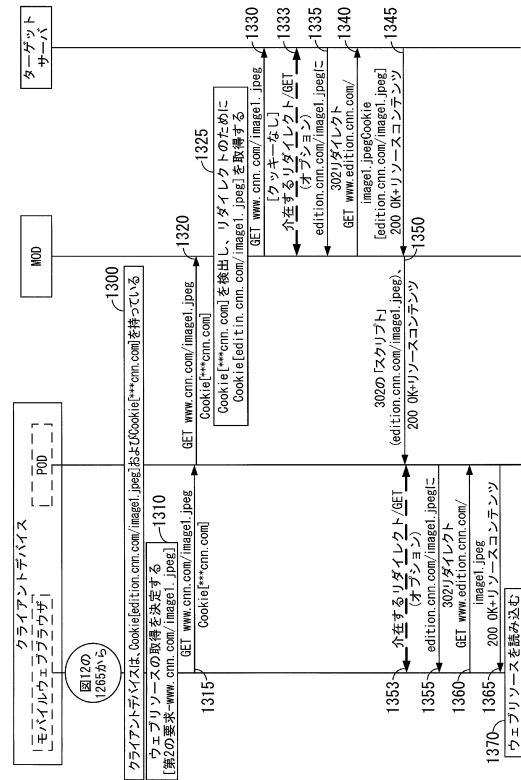 クライアントデバイス
モバイルウェブブラウザ
POD
MOD
ターゲット
サーバ
図12の
1265から
1300
クライアントデバイスは、Cookie[edition.cnn.com/image1.jpeg]およびCookie[***cnn.com]を持っている
1310
ウェブリソースの取得を決定する
[第2の要求-www.cnn.com/image1.jpeg]
1315
GET www.cnn.com/image1.jpeg
Cookie[***cnn.com]
1320
GET www.cnn.com/image1.jpeg
Cookie[***cnn.com]
1325
Cookie[***cnn.com]を検出し、リダイレクトのために
Cookie[editin.cnn.com/image1.jpeg]を取得する
1330
GET www.cnn.com/image1.jpeg
[クッキーなし]
1333
介在するリダイレクト/GET
(オプション)
1335
edition.cnn.com/image1.jpegに
302リダイレクト
1340
GET www.edition.cnn.com/
image1.jpegCookie
[edition.cnn.com/image1.jpeg]
1345
200 OK+リソースコンテンツ
1350
302の「スクリプト」
(edition.cnn.com/image1.jpeg)、
200 OK+リソースコンテンツ
1353
介在するリダイレクト/GET
(オプション)
1355
edition.cnn.com/image1.jpegに
302リダイレクト
1360
GET www.edition.cnn.com/
image1.jpeg
1365
200 OK+リソースコンテンツ
1370
ウェブリソースを読み込む